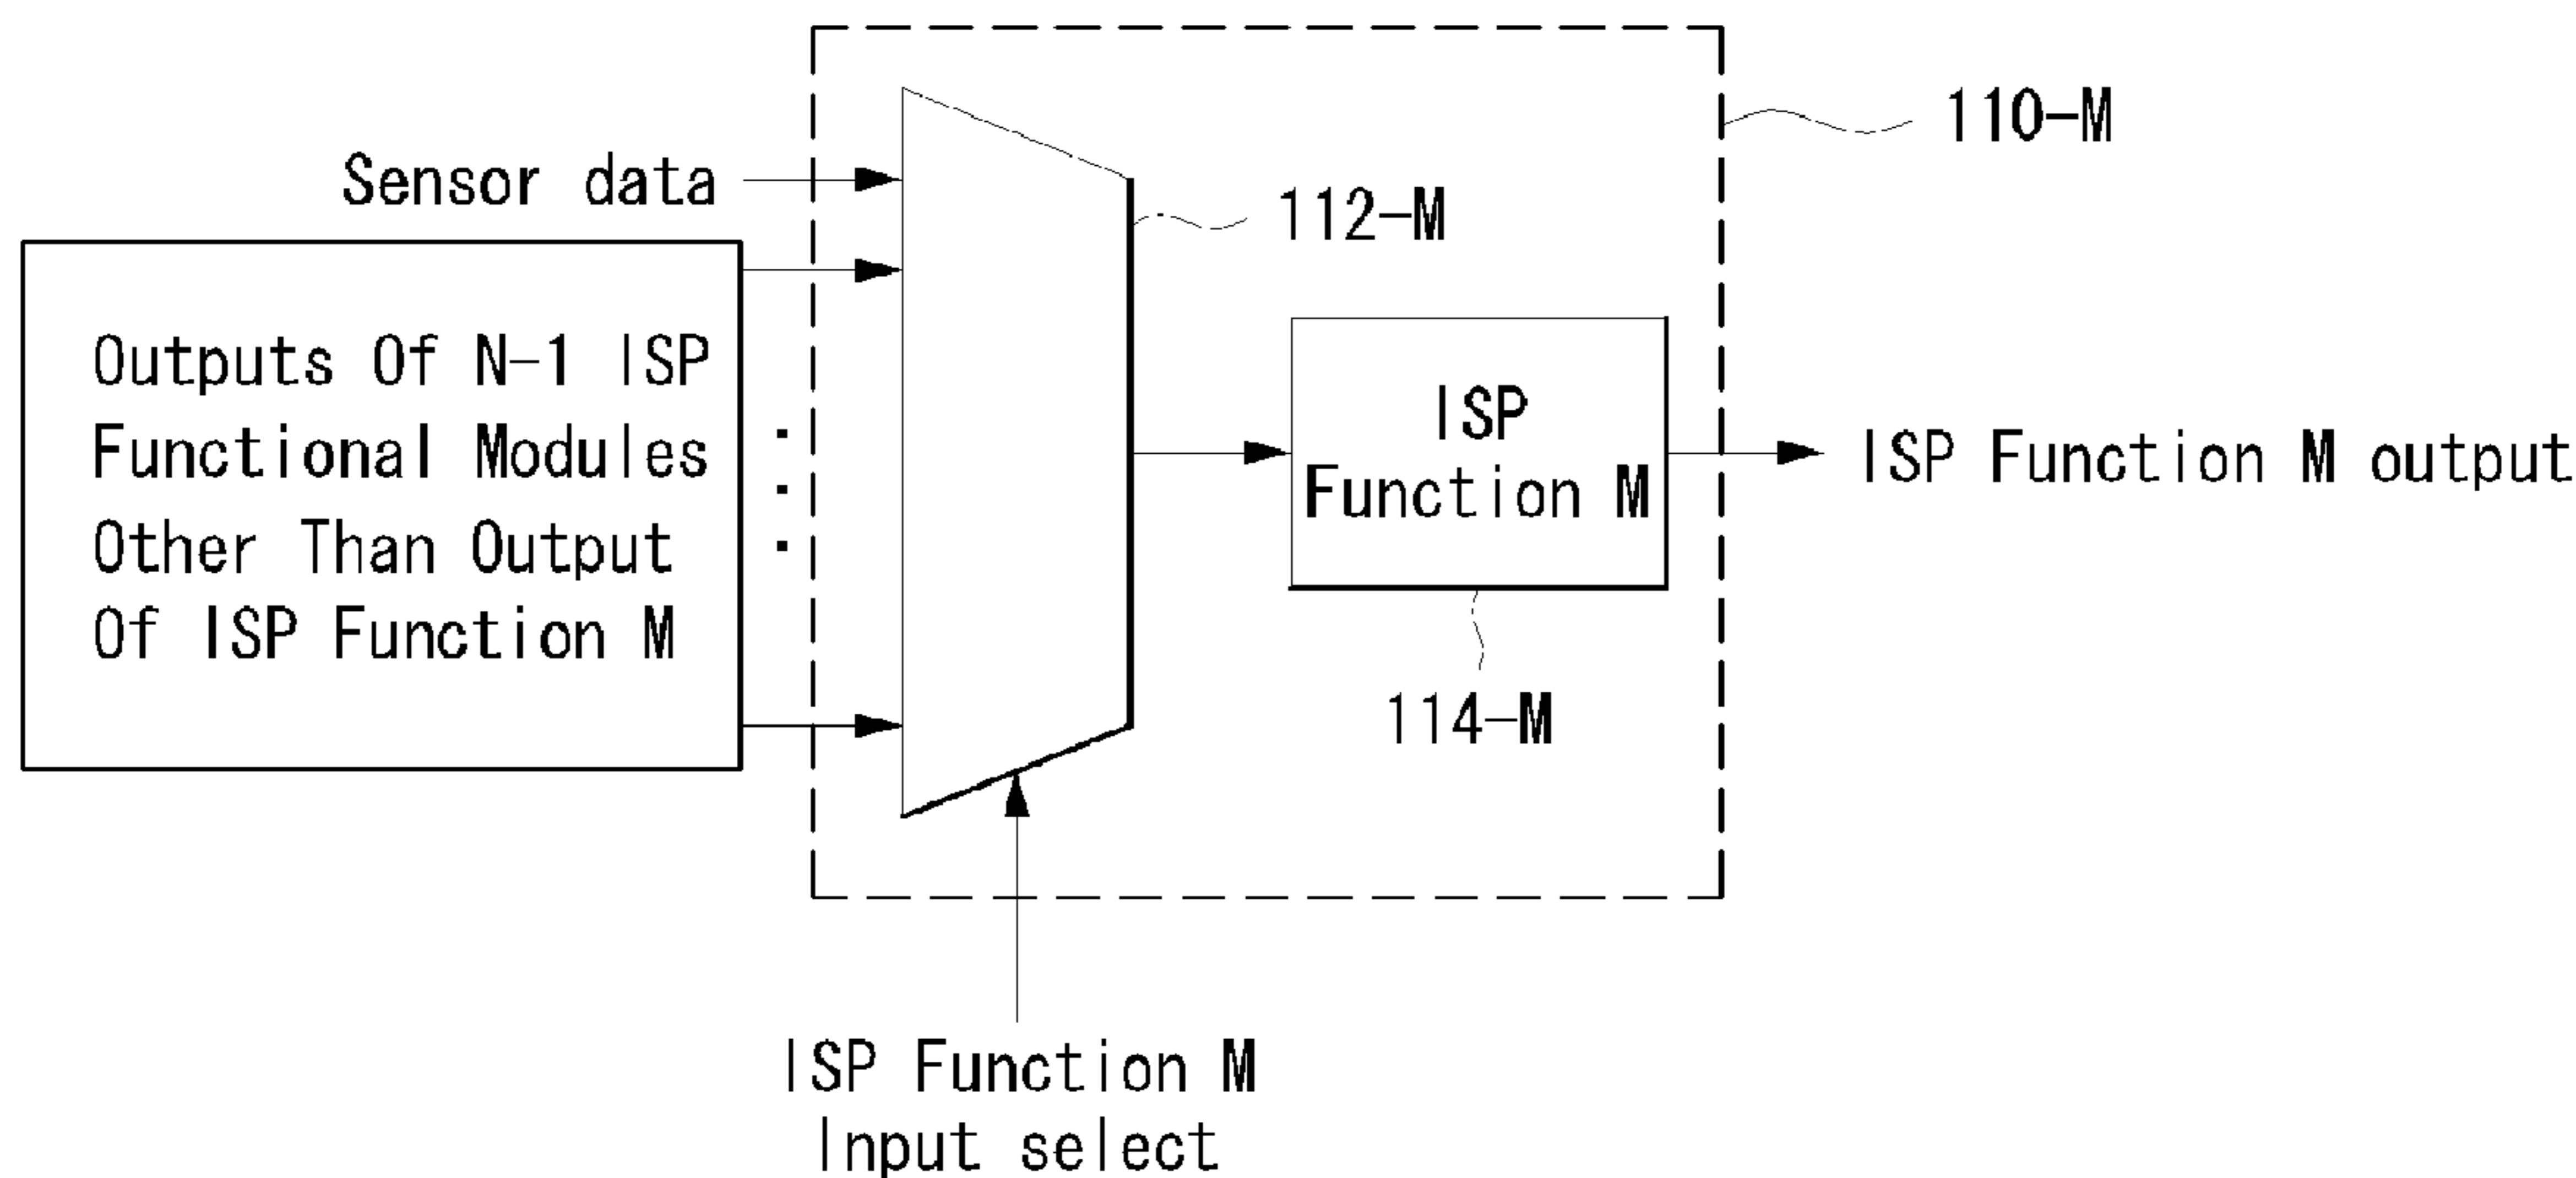 110-M
Sensor data
112-M
Outputs Of N-1 ISP
Functional Modules
Other Than Output
Of ISP Function M
ISP
Function M
ISP Function M output
114-M
ISP Function M
Input select